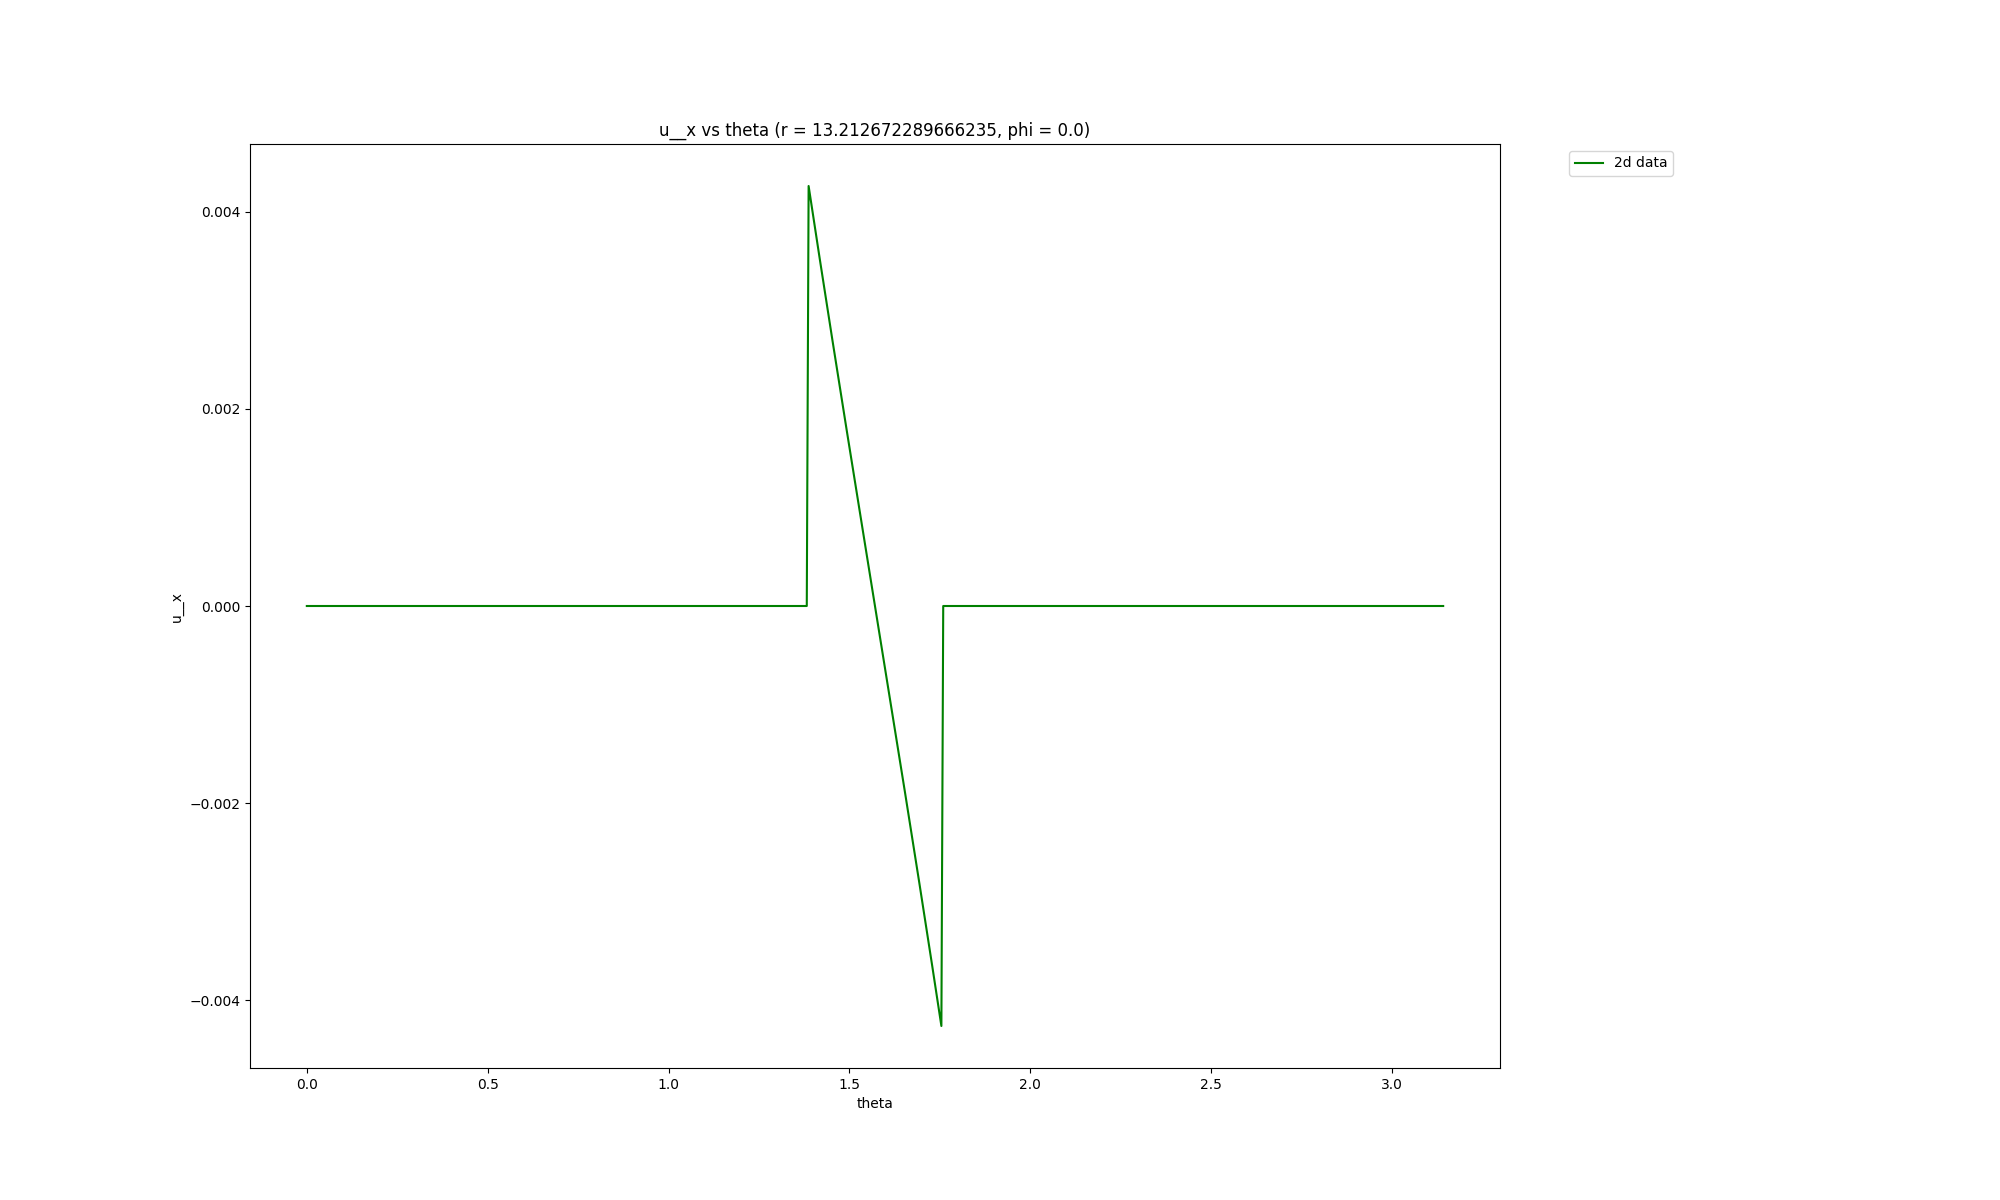 u__x vs theta (r = 13.212672289666235, phi = 0.0)
2d data
0.004
0.002
0.000
−0.002
−0.004
u__x
0.0 0.5 1.0 1.5 2.0 2.5 3.0
theta